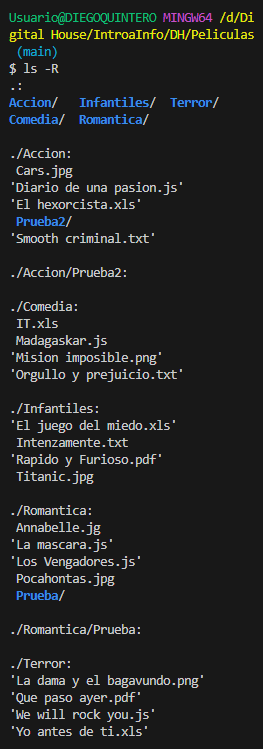 Usuario@DIEGOQUINTERO MINGW64 /d/Di
gital House/IntroaInfo/DH/Peliculas
(main)
$ ls -R
.:
Accion/ Infantiles/ Terror/
Comedia/ Romantica/
./Accion:
Cars.jpg
'Diario de una pasion.js'
'El hexorcista.xls'
Prueba2/
'Smooth criminal.txt'
./Accion/Prueba2:
./Comedia:
IT.xls
Madagaskar.js
'Mision imposible.png'
'Orgullo y prejuicio.txt'
./Infantiles:
'El juego del miedo.xls'
Intenzamente.txt
'Rapido y Furioso.pdf'
Titanic.jpg
./Romantica:
Annabelle.jg
'La mascara.js'
'Los Vengadores.js'
Pocahontas.jpg
Prueba/
./Romantica/Prueba:
./Terror:
'La dama y el bagavundo.png'
'Que paso ayer.pdf'
'We will rock you.js'
'Yo antes de ti.xls'